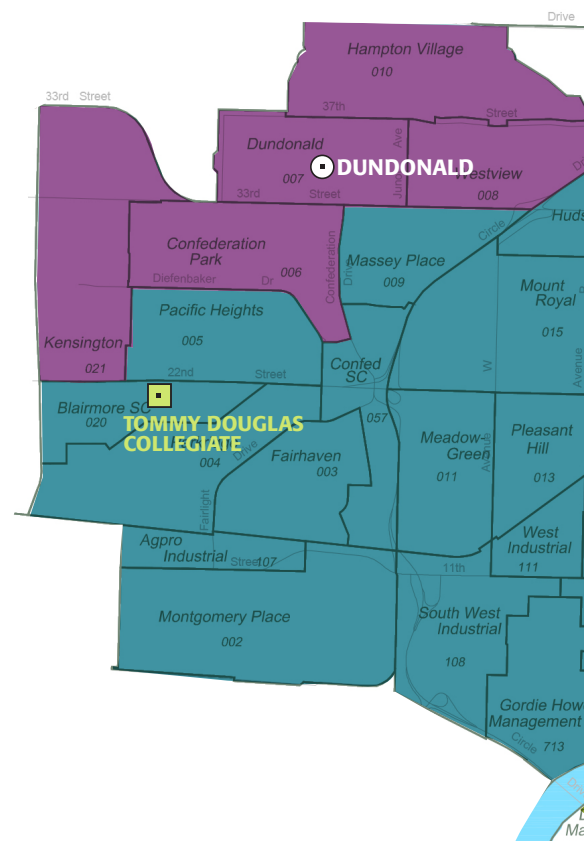 Drive
Hampton Village
010
33rd Street
37th
Street
Dundonald
Ave
DUNDONALD
Westview
007
008
33rd
Street
Circle
Confederation
Park
006
Confederation
Drive
Massey Place
009
Diefenbaker
Dr
Mount
Royal
Pacific Heights
005
015
Kensington
021
22nd
Street
Confed
SC
W
Avenue
Blairmore SC
020
TOMMY DOUGLAS
COLLEGIATE
057
004
Drive
Fairhaven
003
Meadow-
Green
011
Avenue
Pleasant
Hill
013
Fairlight
Agpro
Industrial
Street
107
11th
West
Industrial
111
Montgomery Place
002
South West
Industrial
108
Gordie How
Management
Circle
713
Ma